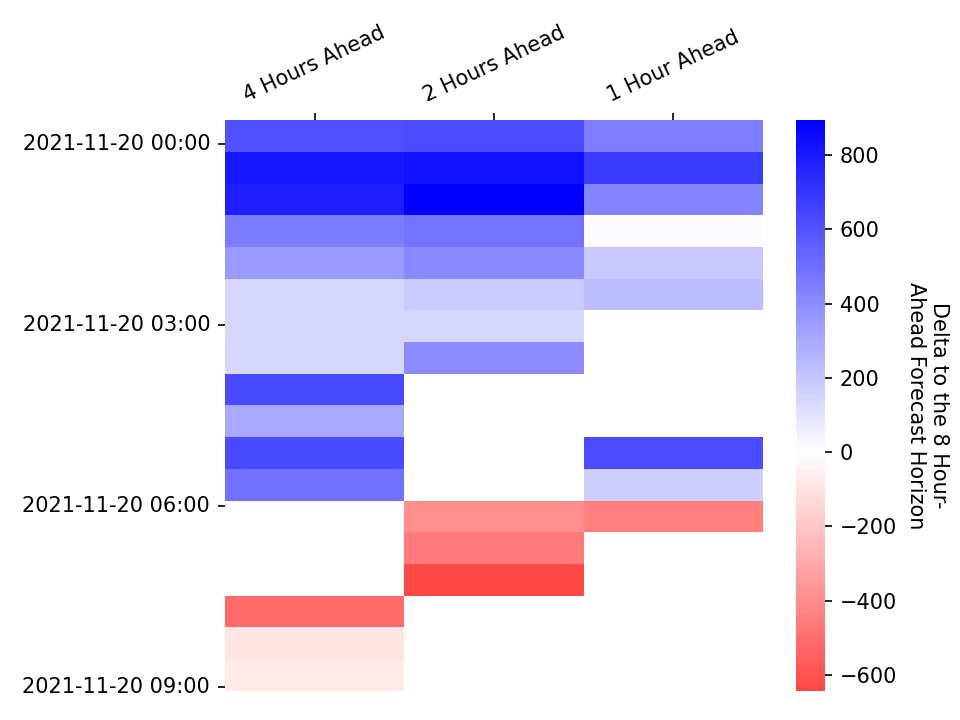 4 Hours Ahead
2 Hours Ahead
1 Hour Ahead
2021-11-20 00:00
2021-11-20 03:00
2021-11-20 06:00
2021-11-20 09:00
800
600
400
200
0
−200
−400
−600
Delta to the 8 Hour-
Ahead Forecast Horizon